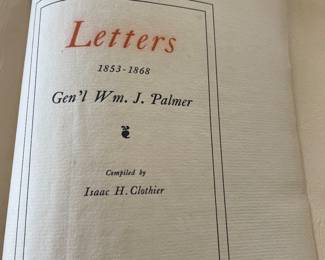 Letters
1853-1868
Gen'l Wm. J. Palmer
Compiled by
Isaac H. Clothier